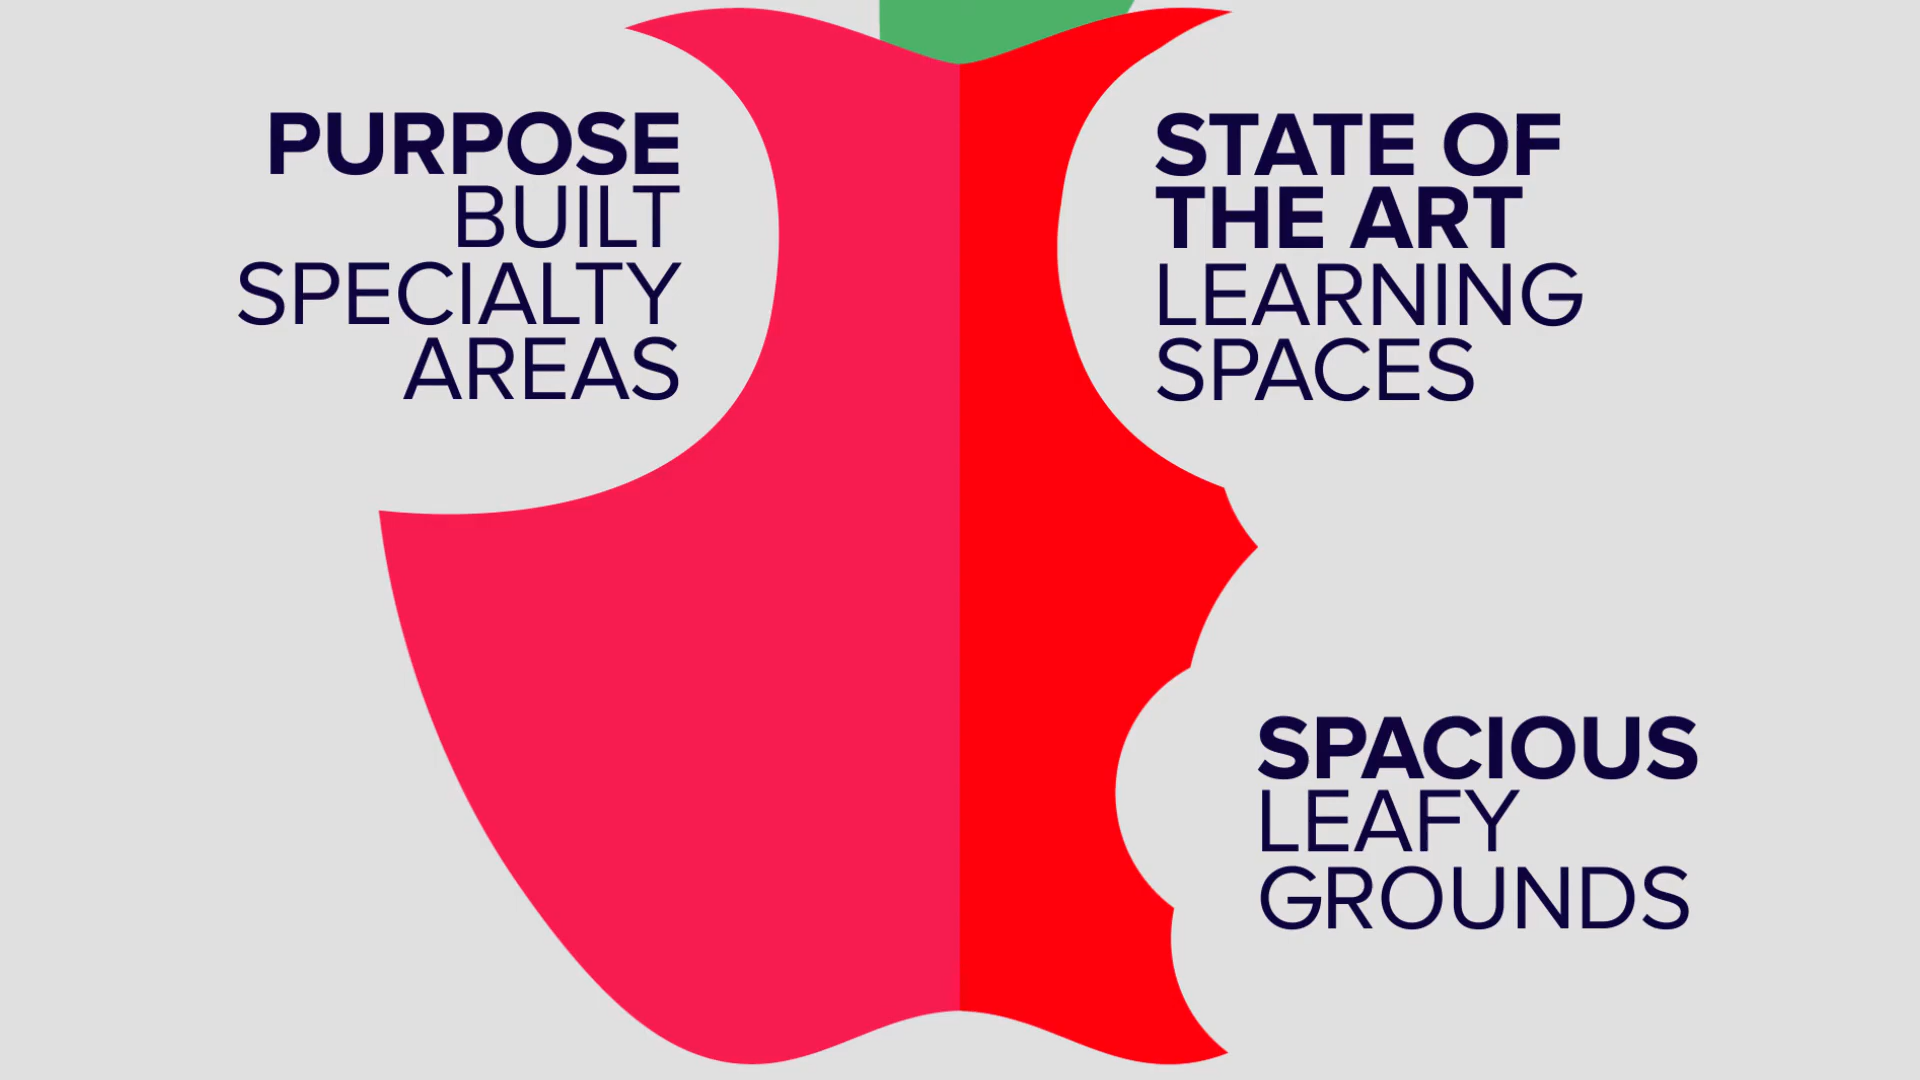 PURPOSE
BUILT
SPECIALTY
AREAS
STATE OF
THE ART
LEARNING
SPACES
SPACIOUS
LEAFY
GROUNDS